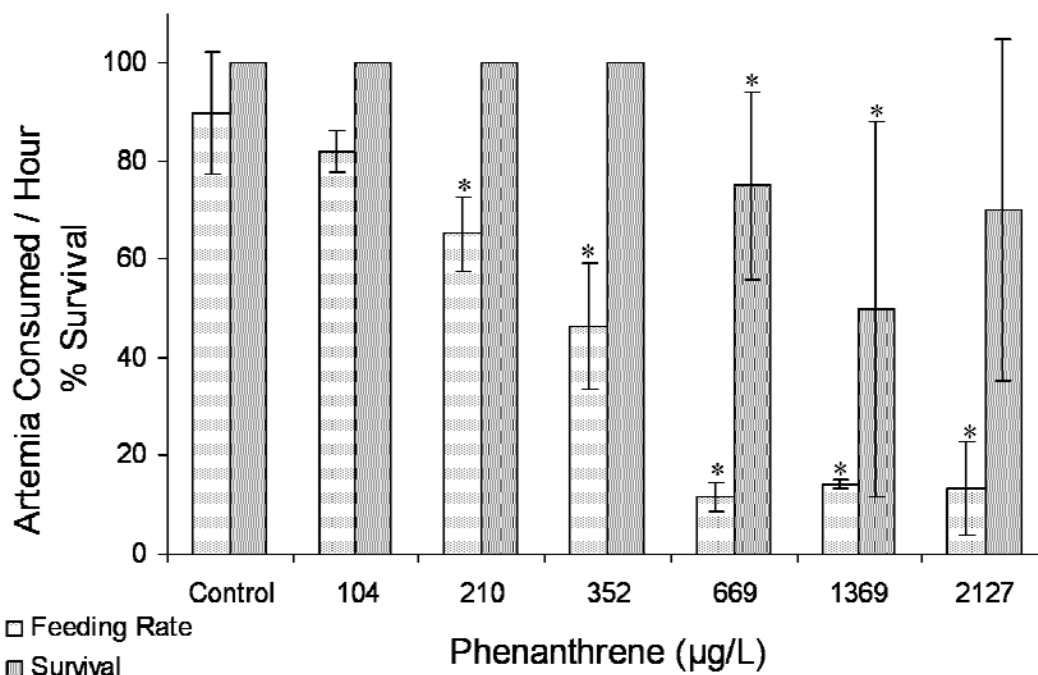 Artemia Consumed / Hour
% Survival
100
80
60
40
20
0
*
*
*
*
*
*
*
Control 104 210 352 669 1369 2127
Phenanthrene (µg/L)
Feeding Rate
Survival